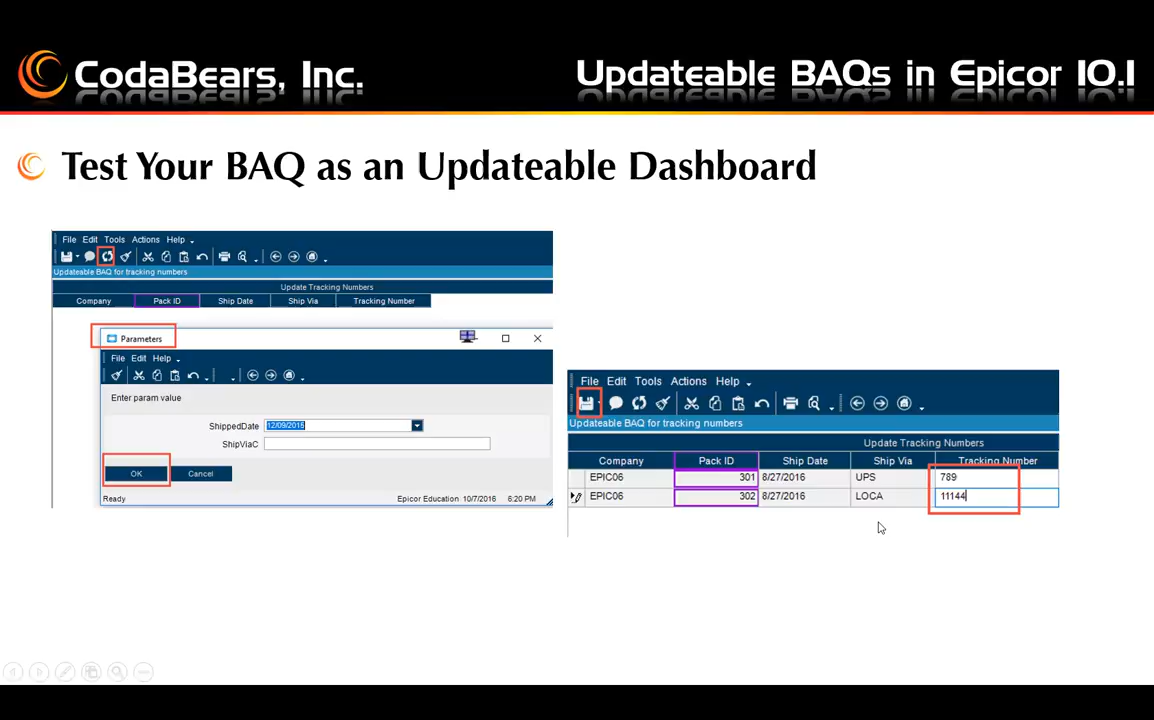 CodaBears, Inc.
Updateable BAQs in Epicor 10.1
Test Your BAQ as an Updateable Dashboard
File Edit Tools Actions Help
Updateable BAQ for tracking numbers
Update Tracking Numbers
Company Pack ID Ship Date Ship Via Tracking Number
Parameters
File Edit Help
Enter param value
ShippedDate 12/09/2015
ShipViaC
OK Cancel
Ready Epicor Education 10/7/2016 6:20 PM
File Edit Tools Actions Help
Updateable BAQ for tracking numbers
Update Tracking Numbers
Company Pack ID Ship Date Ship Via Tracking Number
EPIC06 301 8/27/2016 UPS 789
EPIC06 302 8/27/2016 LOCA 11144